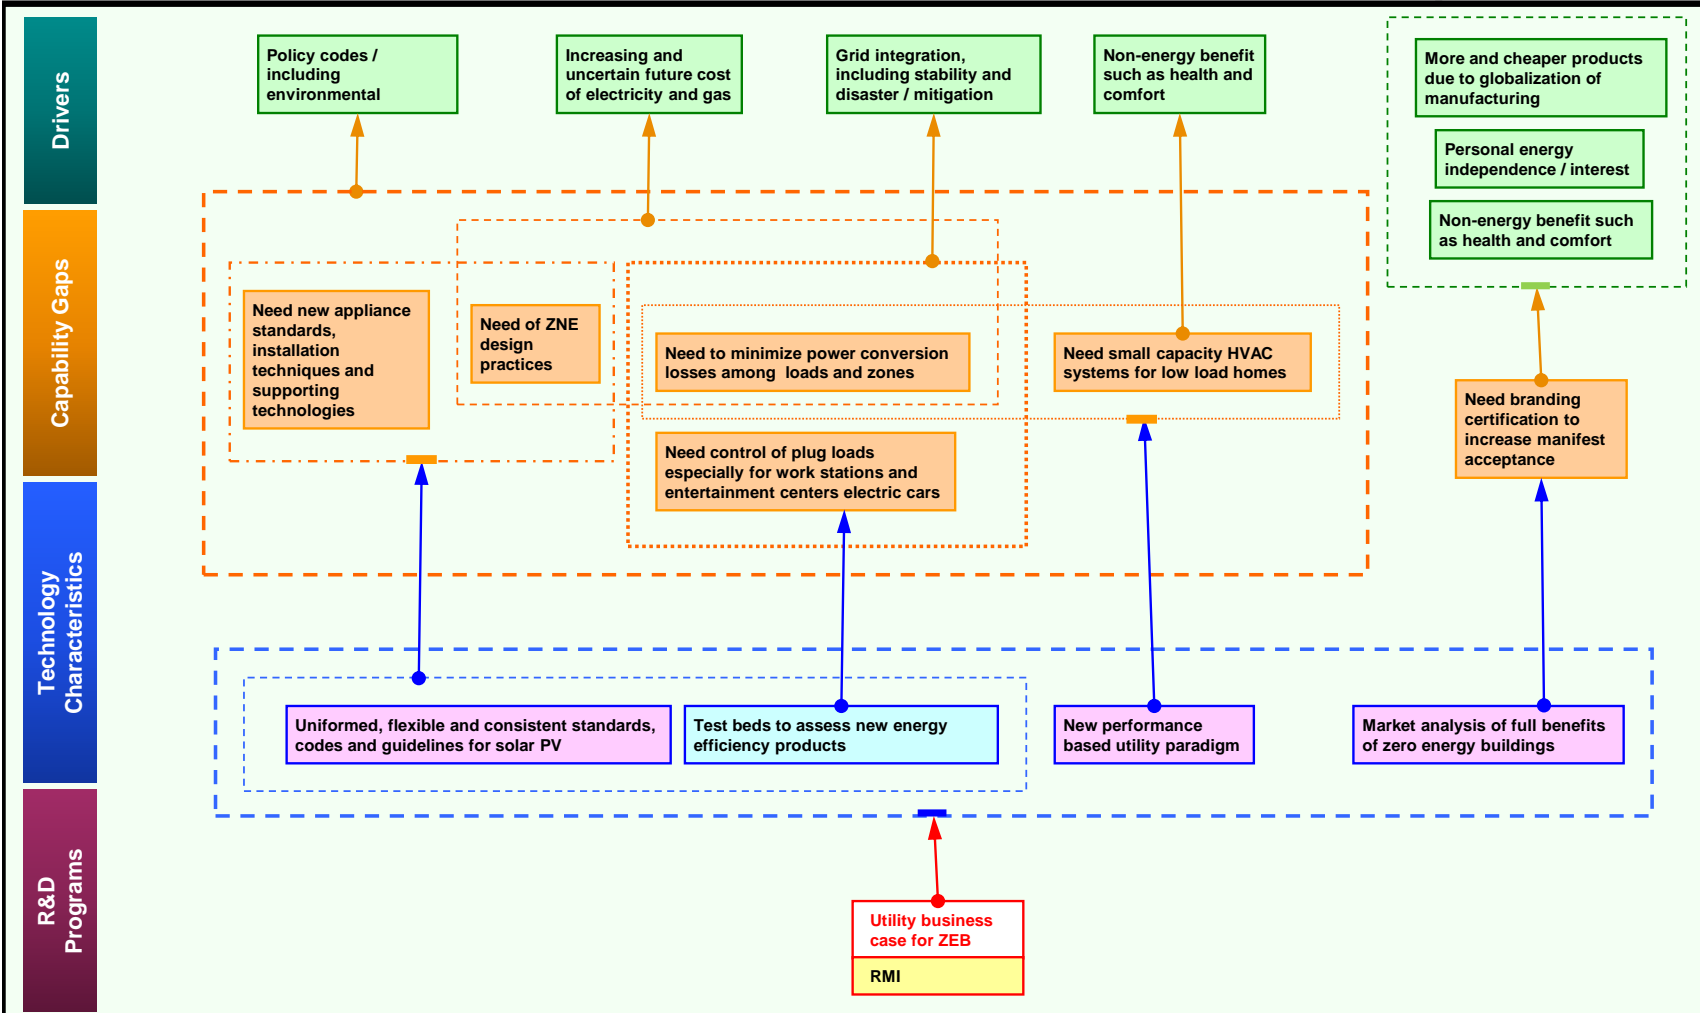 Drivers
Policy codes /
including
environmental
Increasing and
uncertain future cost
of electricity and gas
Grid integration,
including stability and
disaster / mitigation
Non-energy benefit
such as health and
comfort
More and cheaper products
due to globalization of
manufacturing
Personal energy
independence / interest
Non-energy benefit such
as health and comfort
Capability Gaps
Need new appliance
standards,
installation
techniques and
supporting
technologies
Need of ZNE
design
practices
Need to minimize power conversion
losses among loads and zones
Need small capacity HVAC
systems for low load homes
Need control of plug loads
especially for work stations and
entertainment centers electric cars
Need branding
certification to
increase manifest
acceptance
Technology
Characteristics
Uniformed, flexible and consistent standards,
codes and guidelines for solar PV
Test beds to assess new energy
efficiency products
New performance
based utility paradigm
Market analysis of full benefits
of zero energy buildings
R&D
Programs
Utility business
case for ZEB
RMI